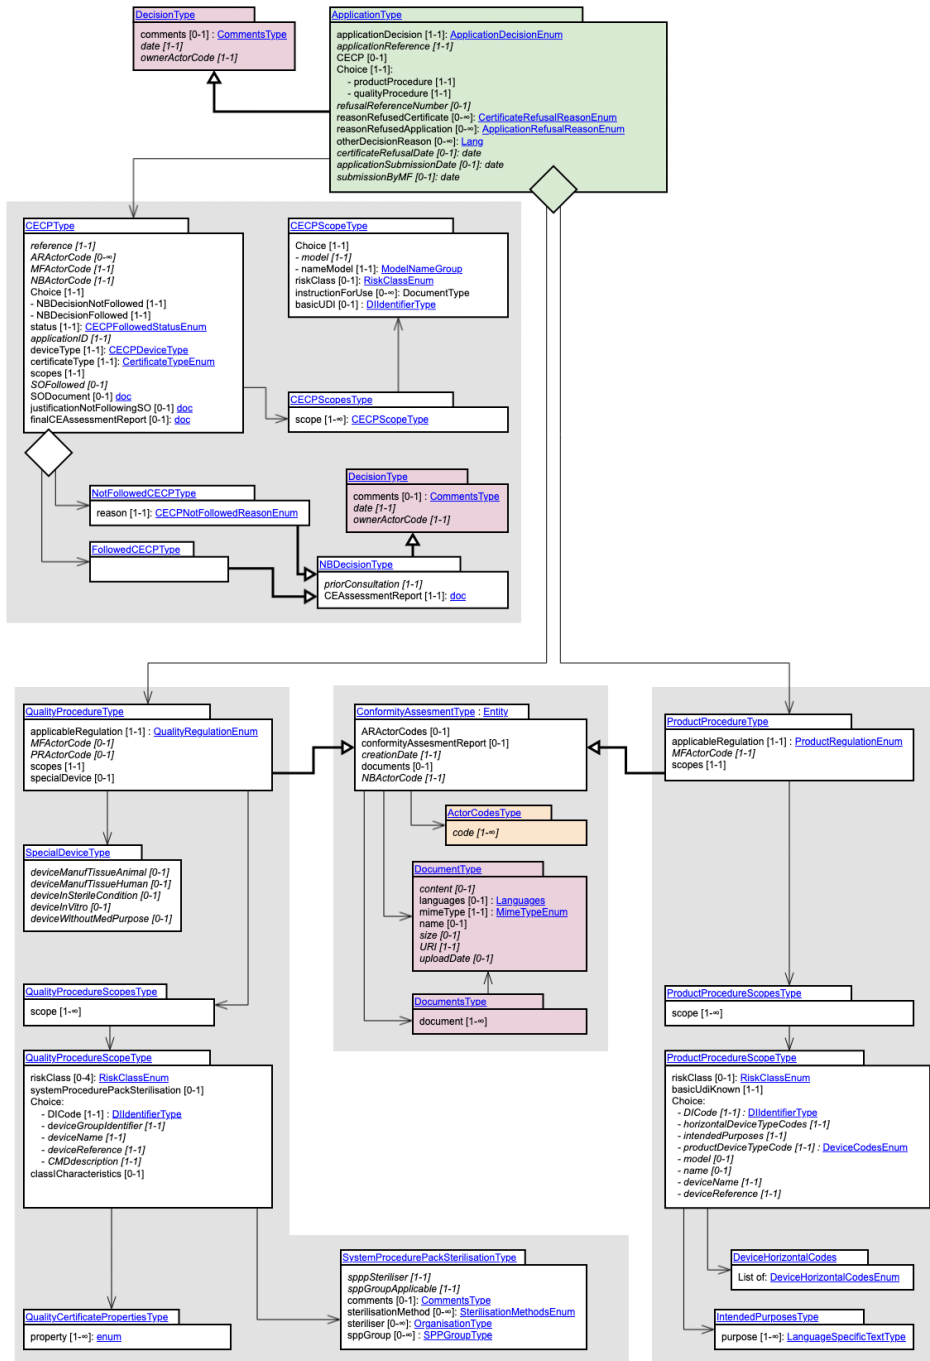 DecisionType
comments [0-1] : CommentsType
date [1-1]
ownerActorCode [1-1]
ApplicationType
applicationDecision [1-1]: ApplicationDecisionEnum
applicationReference [1-1]
CECP [0-1]
Choice [1-1]:
- productProcedure [1-1]
- qualityProcedure [1-1]
refusalReferenceNumber [0-1]
reasonRefusedCertificate [0-∞]: CertificateRefusalReasonEnum
reasonRefusedApplication [0-∞]: ApplicationRefusalReasonEnum
otherDecisionReason [0-∞]: Lang
certificateRefusalDate [0-1]: date
applicationSubmissionDate [0-1]: date
submissionByMF [0-1]: date
CECPType
reference [1-1]
ARActorCode [0-∞]
MFActorCode [1-1]
NBActorCode [1-1]
Choice [1-1]
- NBDecisionNotFollowed [1-1]
- NBDecisionFollowed [1-1]
status [1-1]: CECPFollowedStatusEnum
applicationID [1-1]
deviceType [1-1]: CECPDeviceType
certificateType [1-1]: CertificateTypeEnum
scopes [1-1]
SOFollowed [0-1]
SODocument [0-1] doc
justificationNotFollowingSO [0-1] doc
finalCEAssessmentReport [0-1]: doc
CECPScopeType
Choice [1-1]
- model [1-1]
- nameModel [1-1]: ModelNameGroup
riskClass [0-1]: RiskClassEnum
instructionForUse [0-∞]: DocumentType
basicUDI [0-1] : DIIdentifierType
CECPScopesType
scope [1-∞]: CECPScopeType
NotFollowedCECPType
reason [1-1]: CECPNotFollowedReasonEnum
FollowedCECPType
DecisionType
comments [0-1] : CommentsType
date [1-1]
ownerActorCode [1-1]
NBDecisionType
priorConsultation [1-1]
CEAssessmentReport [1-1]: doc
QualityProcedureType
applicableRegulation [1-1] : QualityRegulationEnum
MFActorCode [0-1]
PRActorCode [0-1]
scopes [1-1]
specialDevice [0-1]
SpecialDeviceType
deviceManufTissueAnimal [0-1]
deviceManufTissueHuman [0-1]
deviceInSterileCondition [0-1]
deviceInVitro [0-1]
deviceWithoutMedPurpose [0-1]
QualityProcedureScopesType
scope [1-∞]
QualityProcedureScopeType
riskClass [0-4]: RiskClassEnum
systemProcedurePackSterilisation [0-1]
Choice:
- DICode [1-1] : DIIdentifierType
- deviceGroupIdentifier [1-1]
- deviceName [1-1]
- deviceReference [1-1]
- CMDdescription [1-1]
classICharacteristics [0-1]
QualityCertificatePropertiesType
property [1-∞]: enum
ConformityAssesmentType : Entity
ARActorCodes [0-1]
conformityAssesmentReport [0-1]
creationDate [1-1]
documents [0-1]
NBActorCode [1-1]
ActorCodesType
code [1-∞]
DocumentType
content [0-1]
languages [0-1] : Languages
mimeType [1-1] : MimeTypeEnum
name [0-1]
size [0-1]
URI [1-1]
uploadDate [0-1]
DocumentsType
document [1-∞]
SystemProcedurePackSterilisationType
spppSteriliser [1-1]
sppGroupApplicable [1-1]
comments [0-1]: CommentsType
sterilisationMethod [0-∞]: SterilisationMethodsEnum
steriliser [0-∞]: OrganisationType
sppGroup [0-∞] : SPPGroupType
ProductProcedureType
applicableRegulation [1-1] : ProductRegulationEnum
MFActorCode [1-1]
scopes [1-1]
ProductProcedureScopesType
scope [1-∞]
ProductProcedureScopeType
riskClass [0-1]: RiskClassEnum
basicUdiKnown [1-1]
Choice:
- DICode [1-1] : DIIdentifierType
- horizontalDeviceTypeCodes [1-1]
- intendedPurposes [1-1]
- productDeviceTypeCode [1-1] : DeviceCodesEnum
- model [0-1]
- name [0-1]
- deviceName [1-1]
- deviceReference [1-1]
DeviceHorizontalCodes
List of: DeviceHorizontalCodesEnum
IntendedPurposesType
purpose [1-∞]: LanguageSpecificTextType